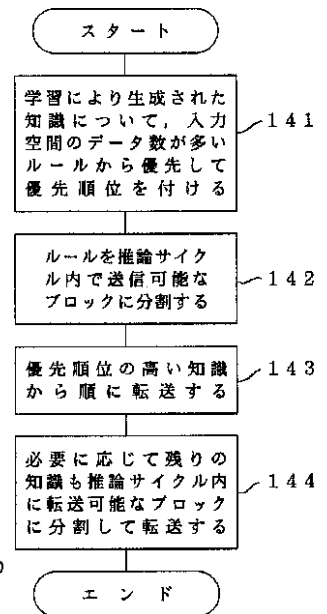 スタート
学習により生成された
知識について，入力
空間のデータ数が多い
ルールから優先して
優先順位を付ける
141
ルールを推論サイク
ル内で送信可能な
ブロックに分割する
142
優先順位の高い知識
から順に転送する
143
必要に応じて残りの
知識も推論サイクル内
に転送可能なブロック
に分割して転送する
144
エンド